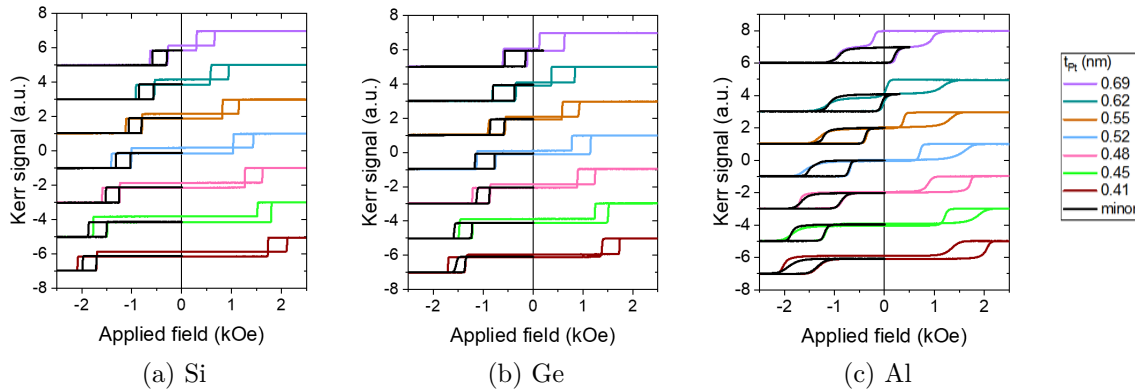 8
6
4
2
0
-2
-4
-6
-8
Kerr signal (a.u.)
-2 -1 0 1 2
Applied field (kOe)
(a) Si
8
6
4
2
0
-2
-4
-6
-8
Kerr signal (a.u.)
-2 -1 0 1 2
Applied field (kOe)
(b) Ge
8
6
4
2
0
-2
-4
-6
-8
Kerr signal (a.u.)
-2 -1 0 1 2
Applied field (kOe)
(c) Al
tPt (nm)
0.69
0.62
0.55
0.52
0.48
0.45
0.41
minor